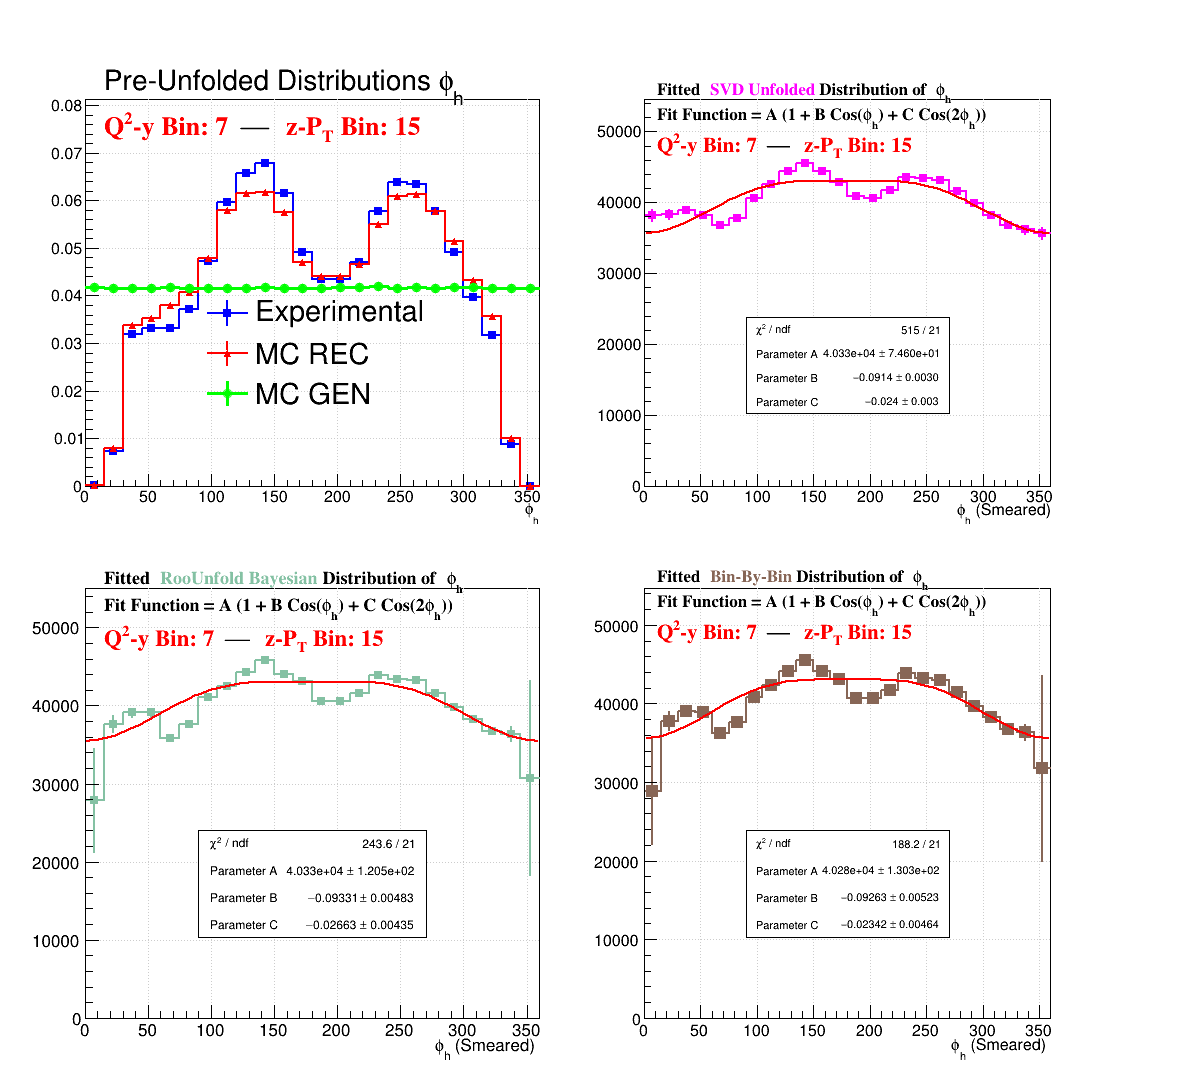 Pre-Unfolded Distributions ϕh
Q2-y Bin: 7 — z-PT Bin: 15
0.08
0.07
0.06
0.05
0.04
0.03
0.02
0.01
0
Experimental
MC REC
MC GEN
0 50 100 150 200 250 300 350
ϕh
Fitted SVD Unfolded Distribution of ϕh
Fit Function = A (1 + B Cos(ϕh) + C Cos(2ϕh))
Q2-y Bin: 7 — z-PT Bin: 15
50000
40000
30000
20000
10000
0
χ2 / ndf 515 / 21
Parameter A 4.033e+04 ± 7.460e+01
Parameter B −0.0914 ± 0.0030
Parameter C −0.024 ± 0.003
0 50 100 150 200 250 300 350
ϕh (Smeared)
Fitted RooUnfold Bayesian Distribution of ϕh
Fit Function = A (1 + B Cos(ϕh) + C Cos(2ϕh))
Q2-y Bin: 7 — z-PT Bin: 15
50000
40000
30000
20000
10000
0
χ2 / ndf 243.6 / 21
Parameter A 4.033e+04 ± 1.205e+02
Parameter B −0.09331 ± 0.00483
Parameter C −0.02663 ± 0.00435
0 50 100 150 200 250 300 350
ϕh (Smeared)
Fitted Bin-By-Bin Distribution of ϕh
Fit Function = A (1 + B Cos(ϕh) + C Cos(2ϕh))
Q2-y Bin: 7 — z-PT Bin: 15
50000
40000
30000
20000
10000
0
χ2 / ndf 188.2 / 21
Parameter A 4.028e+04 ± 1.303e+02
Parameter B −0.09263 ± 0.00523
Parameter C −0.02342 ± 0.00464
0 50 100 150 200 250 300 350
ϕh (Smeared)